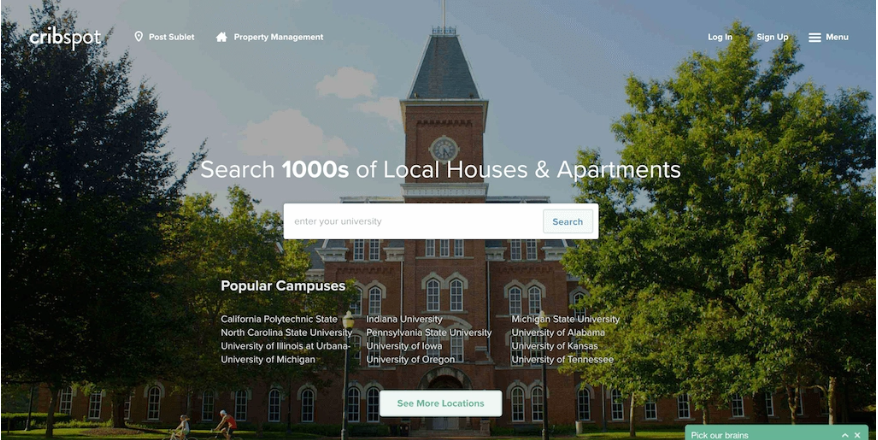 cribspot
Post Sublet
Property Management
Log In
Sign Up
Menu
Search 1000s of Local Houses & Apartments
enter your university
Search
Popular Campuses
California Polytechnic State
North Carolina State University
University of Illinois at Urbana-
University of Michigan
Indiana University
Pennsylvania State University
University of Iowa
University of Oregon
Michigan State University
University of Alabama
University of Kansas
University of Tennessee
See More Locations
Pick our brains